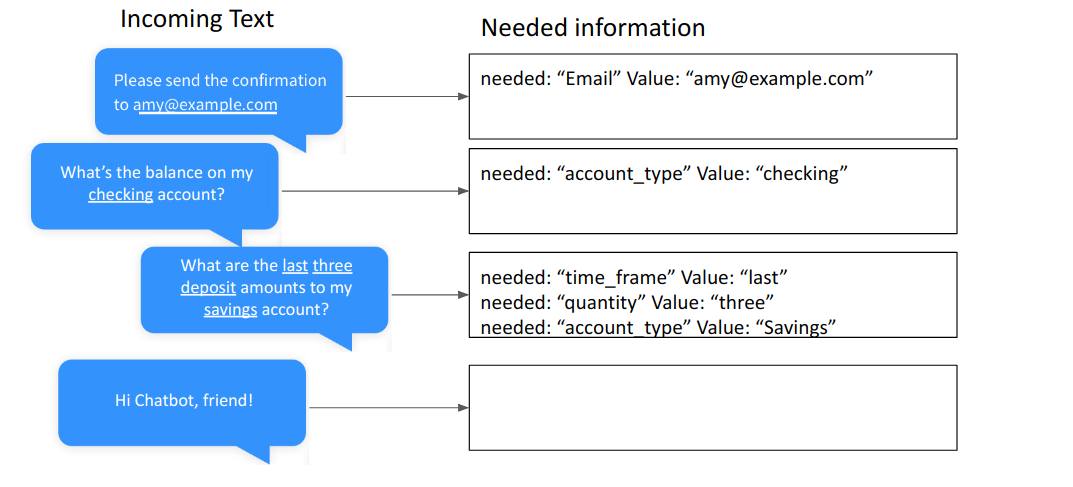 Incoming Text
Needed information
Please send the confirmation
to amy@example.com
needed: “Email” Value: “amy@example.com”
What’s the balance on my
checking account?
needed: “account_type” Value: “checking”
What are the last three
deposit amounts to my
savings account?
needed: “time_frame” Value: “last”
needed: “quantity” Value: “three”
needed: “account_type” Value: “Savings”
Hi Chatbot, friend!